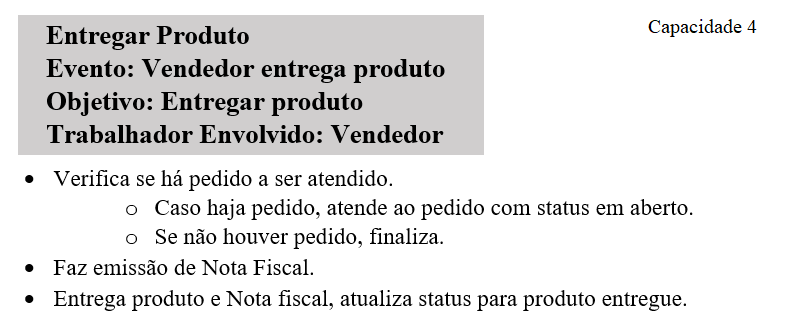 Entregar Produto
Capacidade 4
Evento: Vendedor entrega produto
Objetivo: Entregar produto
Trabalhador Envolvido: Vendedor
• Verifica se há pedido a ser atendido.
o Caso haja pedido, atende ao pedido com status em aberto.
o Se não houver pedido, finaliza.
• Faz emissão de Nota Fiscal.
• Entrega produto e Nota fiscal, atualiza status para produto entregue.